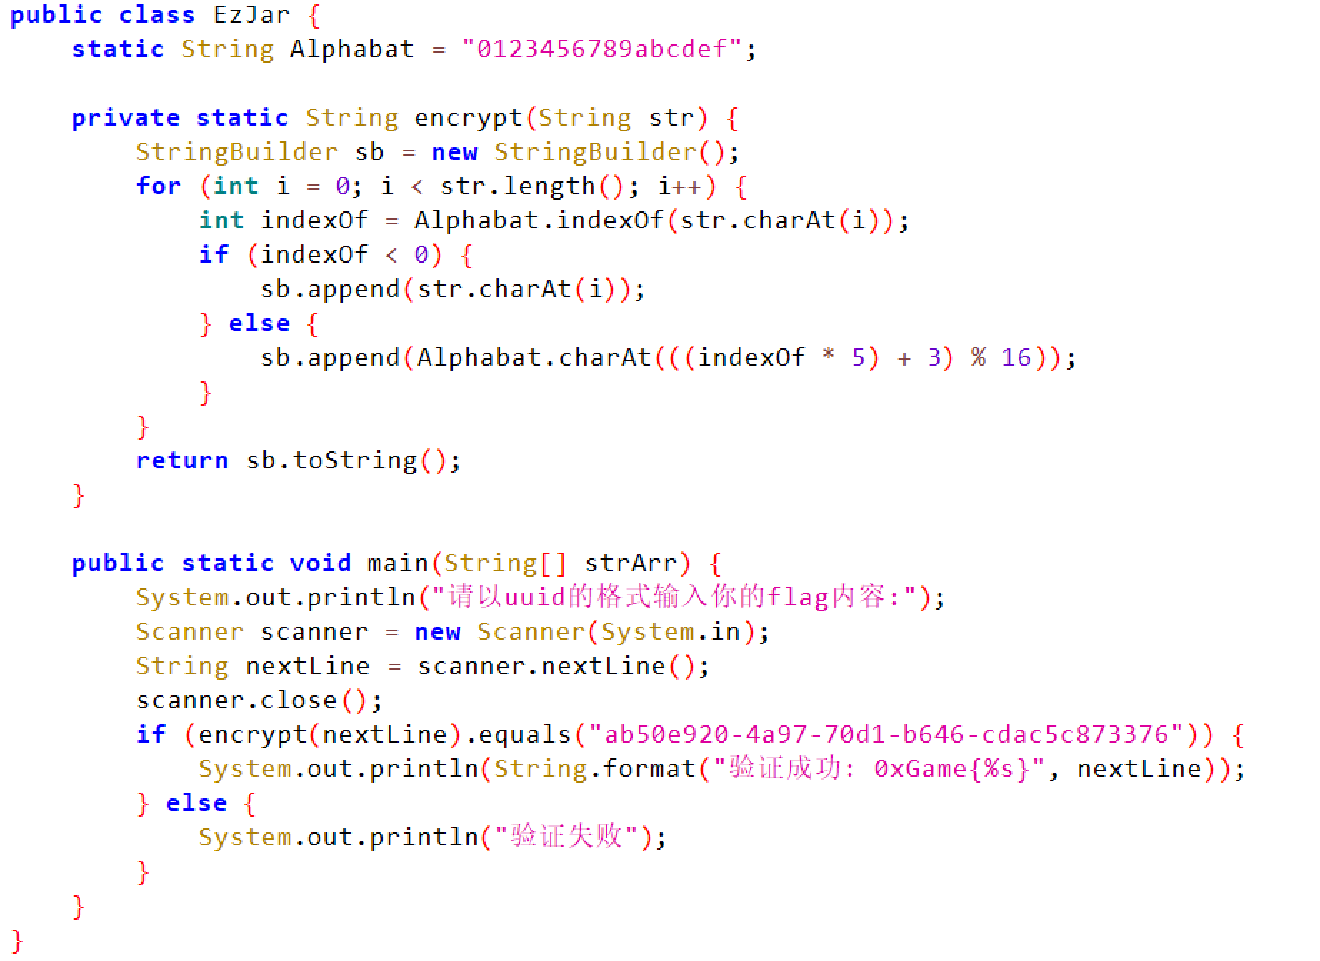 public class EzJar {
    static String Alphabat = "0123456789abcdef";

    private static String encrypt(String str) {
        StringBuilder sb = new StringBuilder();
        for (int i = 0; i < str.length(); i++) {
            int indexOf = Alphabat.indexOf(str.charAt(i));
            if (indexOf < 0) {
                sb.append(str.charAt(i));
            } else {
                sb.append(Alphabat.charAt(((indexOf * 5) + 3) % 16));
            }
        }
        return sb.toString();
    }

    public static void main(String[] strArr) {
        System.out.println("请以uuid的格式输入你的flag内容:");
        Scanner scanner = new Scanner(System.in);
        String nextLine = scanner.nextLine();
        scanner.close();
        if (encrypt(nextLine).equals("ab50e920-4a97-70d1-b646-cdac5c873376")) {
            System.out.println(String.format("验证成功: 0xGame{%s}", nextLine));
        } else {
            System.out.println("验证失败");
        }
    }
}